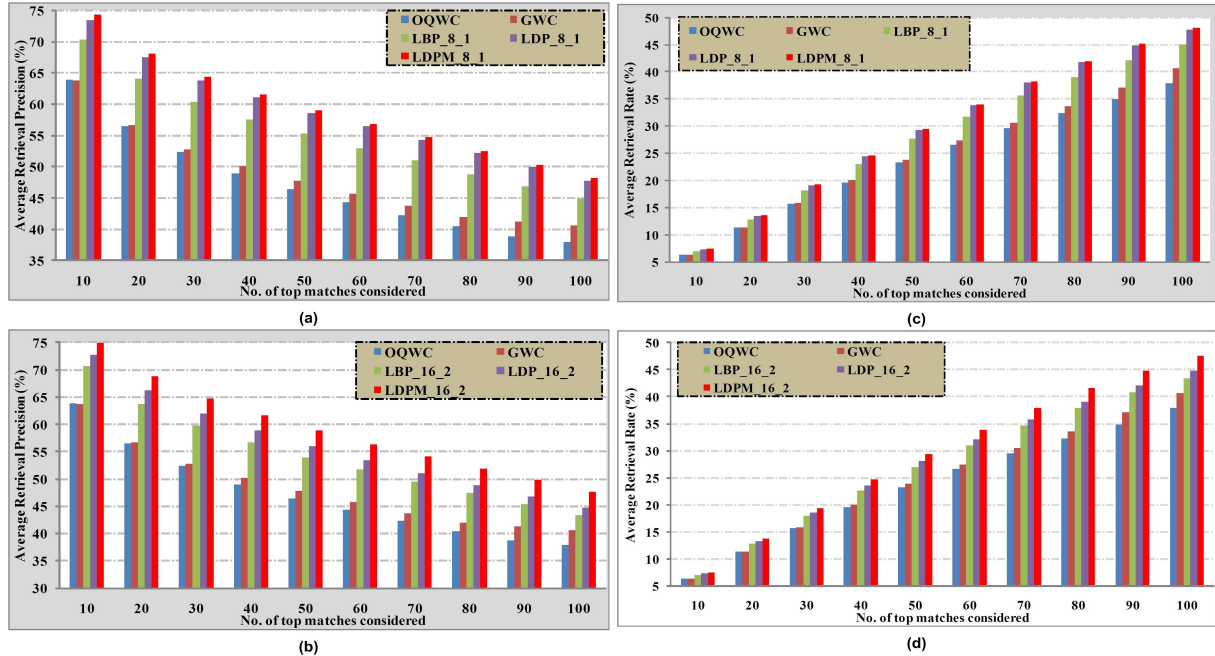 OQWC GWC
LBP_8_1 LDP_8_1
LDPM_8_1
Average Retrieval Precision (%)
75
70
65
60
55
50
45
40
35
10 20 30 40 50 60 70 80 90 100
No. of top matches considered
(a)
OQWC GWC LBP_8_1
LDP_8_1 LDPM_8_1
Average Retrieval Rate (%)
50
45
40
35
30
25
20
15
10
5
10 20 30 40 50 60 70 80 90 100
No. of top matches considered
(c)
OQWC GWC
LBP_16_2 LDP_16_2
LDPM_16_2
Average Retrieval Precision (%)
75
70
65
60
55
50
45
40
35
30
10 20 30 40 50 60 70 80 90 100
No. of top matches considered
(b)
OQWC GWC
LBP_16_2 LDP_16_2
LDPM_16_2
Average Retrieval Rate (%)
50
45
40
35
30
25
20
15
10
5
10 20 30 40 50 60 70 80 90 100
No. of top matches considered
(d)